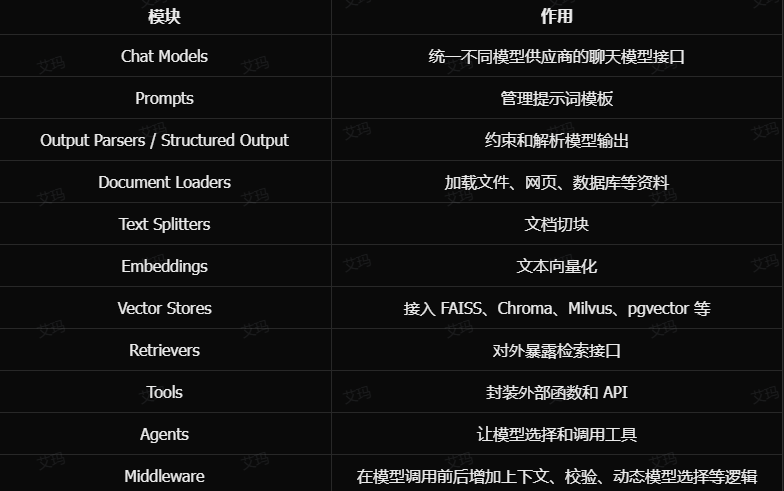 模块 作用
Chat Models 统一不同模型供应商的聊天模型接口
Prompts 管理提示词模板
Output Parsers / Structured Output 约束和解析模型输出
Document Loaders 加载文件、网页、数据库等资料
Text Splitters 文档切块
Embeddings 文本向量化
Vector Stores 接入 FAISS、Chroma、Milvus、pgvector 等
Retrievers 对外暴露检索接口
Tools 封装外部函数和 API
Agents 让模型选择和调用工具
Middleware 在模型调用前后增加上下文、校验、动态模型选择等逻辑
艾玛